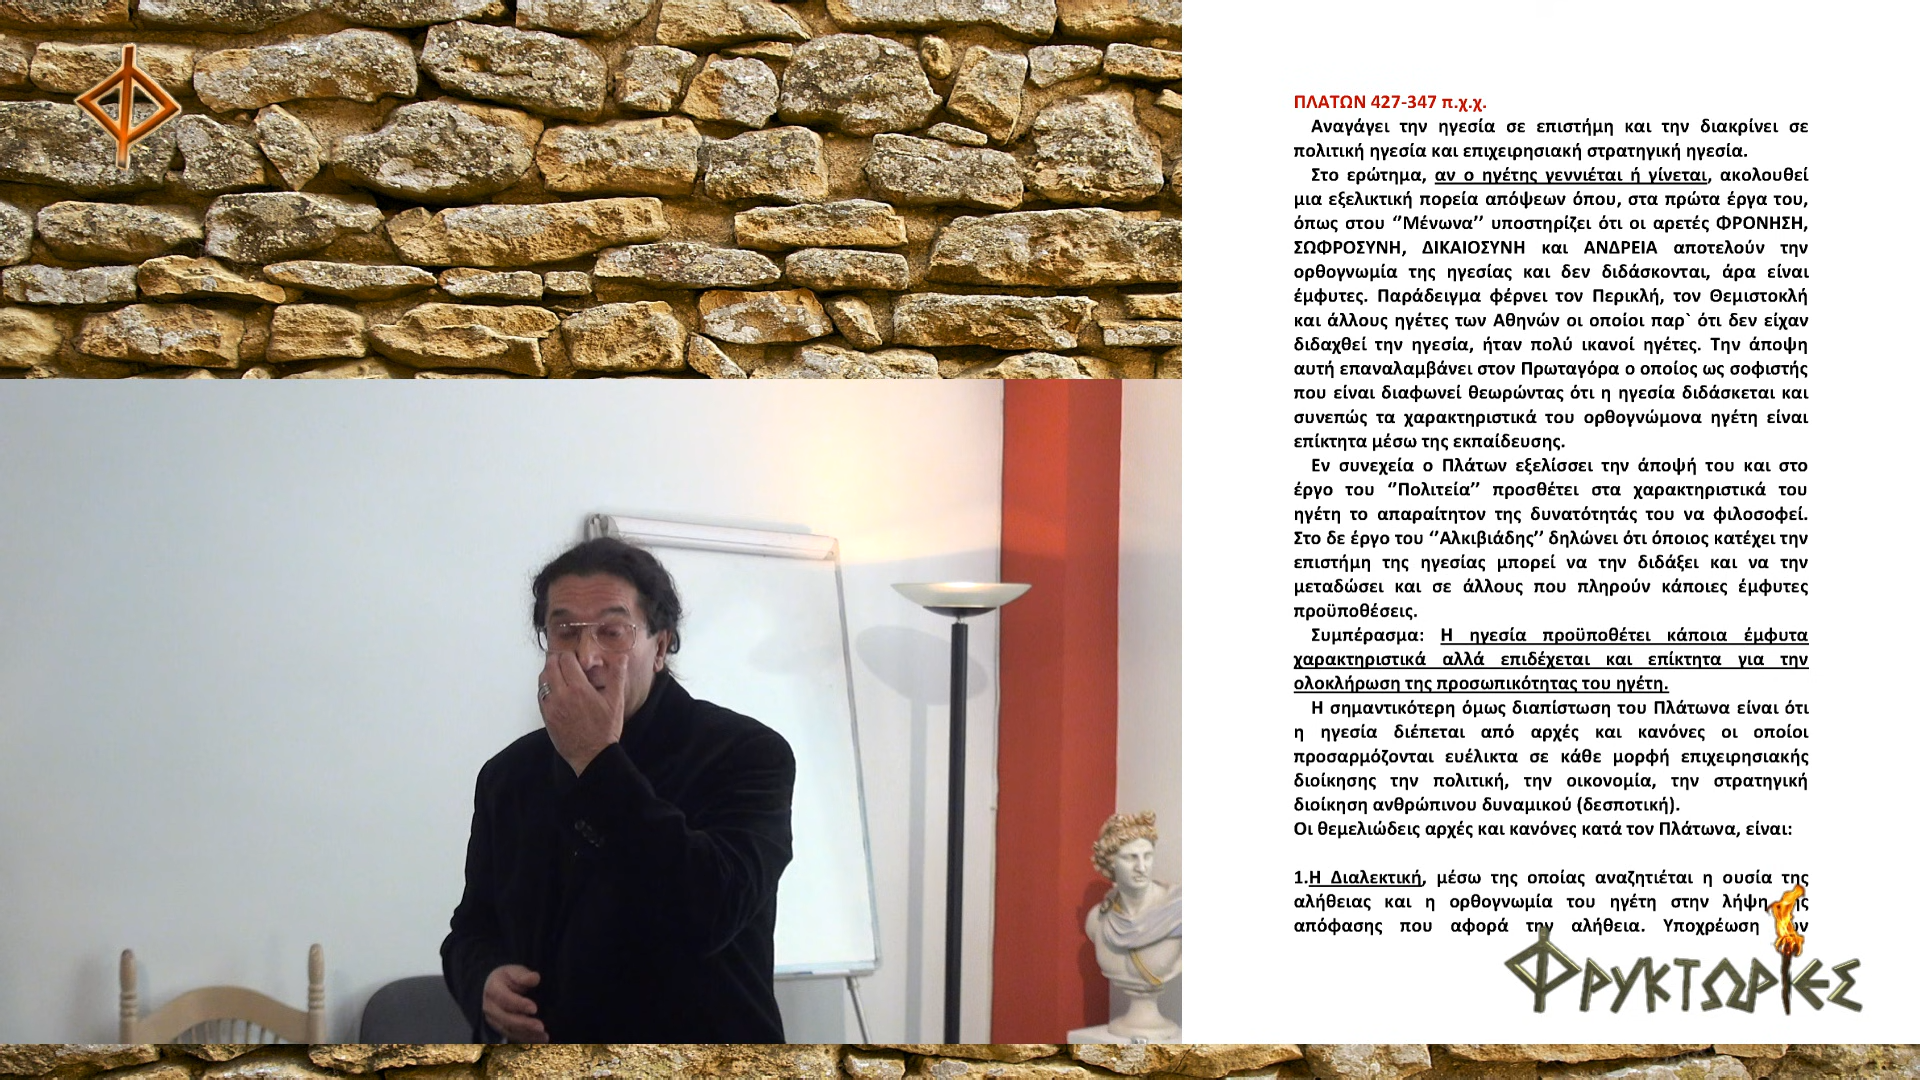 ΠΛΑΤΩΝ 427-347 π.χ.χ.
Αναγάγει την ηγεσία σε επιστήμη και την διακρίνει σε
πολιτική ηγεσία και επιχειρησιακή στρατηγική ηγεσία.
Στο ερώτημα, αν ο ηγέτης γεννιέται ή γίνεται, ακολουθεί
μια εξελικτική πορεία απόψεων όπου, στα πρώτα έργα του,
όπως στου ‘’Μένωνα’’ υποστηρίζει ότι οι αρετές ΦΡΟΝΗΣΗ,
ΣΩΦΡΟΣΥΝΗ, ΔΙΚΑΙΟΣΥΝΗ και ΑΝΔΡΕΙΑ αποτελούν την
ορθογνωμία της ηγεσίας και δεν διδάσκονται, άρα είναι
έμφυτες. Παράδειγμα φέρνει τον Περικλή, τον Θεμιστοκλή
και άλλους ηγέτες των Αθηνών οι οποίοι παρ` ότι δεν είχαν
διδαχθεί την ηγεσία, ήταν πολύ ικανοί ηγέτες. Την άποψη
αυτή επαναλαμβάνει στον Πρωταγόρα ο οποίος ως σοφιστής
που είναι διαφωνεί θεωρώντας ότι η ηγεσία διδάσκεται και
συνεπώς τα χαρακτηριστικά του ορθογνώμονα ηγέτη είναι
επίκτητα μέσω της εκπαίδευσης.
Εν συνεχεία ο Πλάτων εξελίσσει την άποψή του και στο
έργο του ‘’Πολιτεία’’ προσθέτει στα χαρακτηριστικά του
ηγέτη το απαραίτητον της δυνατότητάς του να φιλοσοφεί.
Στο δε έργο του ‘’Αλκιβιάδης’’ δηλώνει ότι όποιος κατέχει την
επιστήμη της ηγεσίας μπορεί να την διδάξει και να την
μεταδώσει και σε άλλους που πληρούν κάποιες έμφυτες
προϋποθέσεις.
Συμπέρασμα: Η ηγεσία προϋποθέτει κάποια έμφυτα
χαρακτηριστικά αλλά επιδέχεται και επίκτητα για την
ολοκλήρωση της προσωπικότητας του ηγέτη.
Η σημαντικότερη όμως διαπίστωση του Πλάτωνα είναι ότι
η ηγεσία διέπεται από αρχές και κανόνες οι οποίοι
προσαρμόζονται ευέλικτα σε κάθε μορφή επιχειρησιακής
διοίκησης την πολιτική, την οικονομία, την στρατηγική
διοίκηση ανθρώπινου δυναμικού (δεσποτική).
Οι θεμελιώδεις αρχές και κανόνες κατά τον Πλάτωνα, είναι:
1.Η Διαλεκτική, μέσω της οποίας αναζητιέται η ουσία της
αλήθειας και η ορθογνωμία του ηγέτη στην λήψη
απόφασης που αφορά την αλήθεια. Υποχρέωση
ΦΡΥΚΤΩΡΙΕΣ